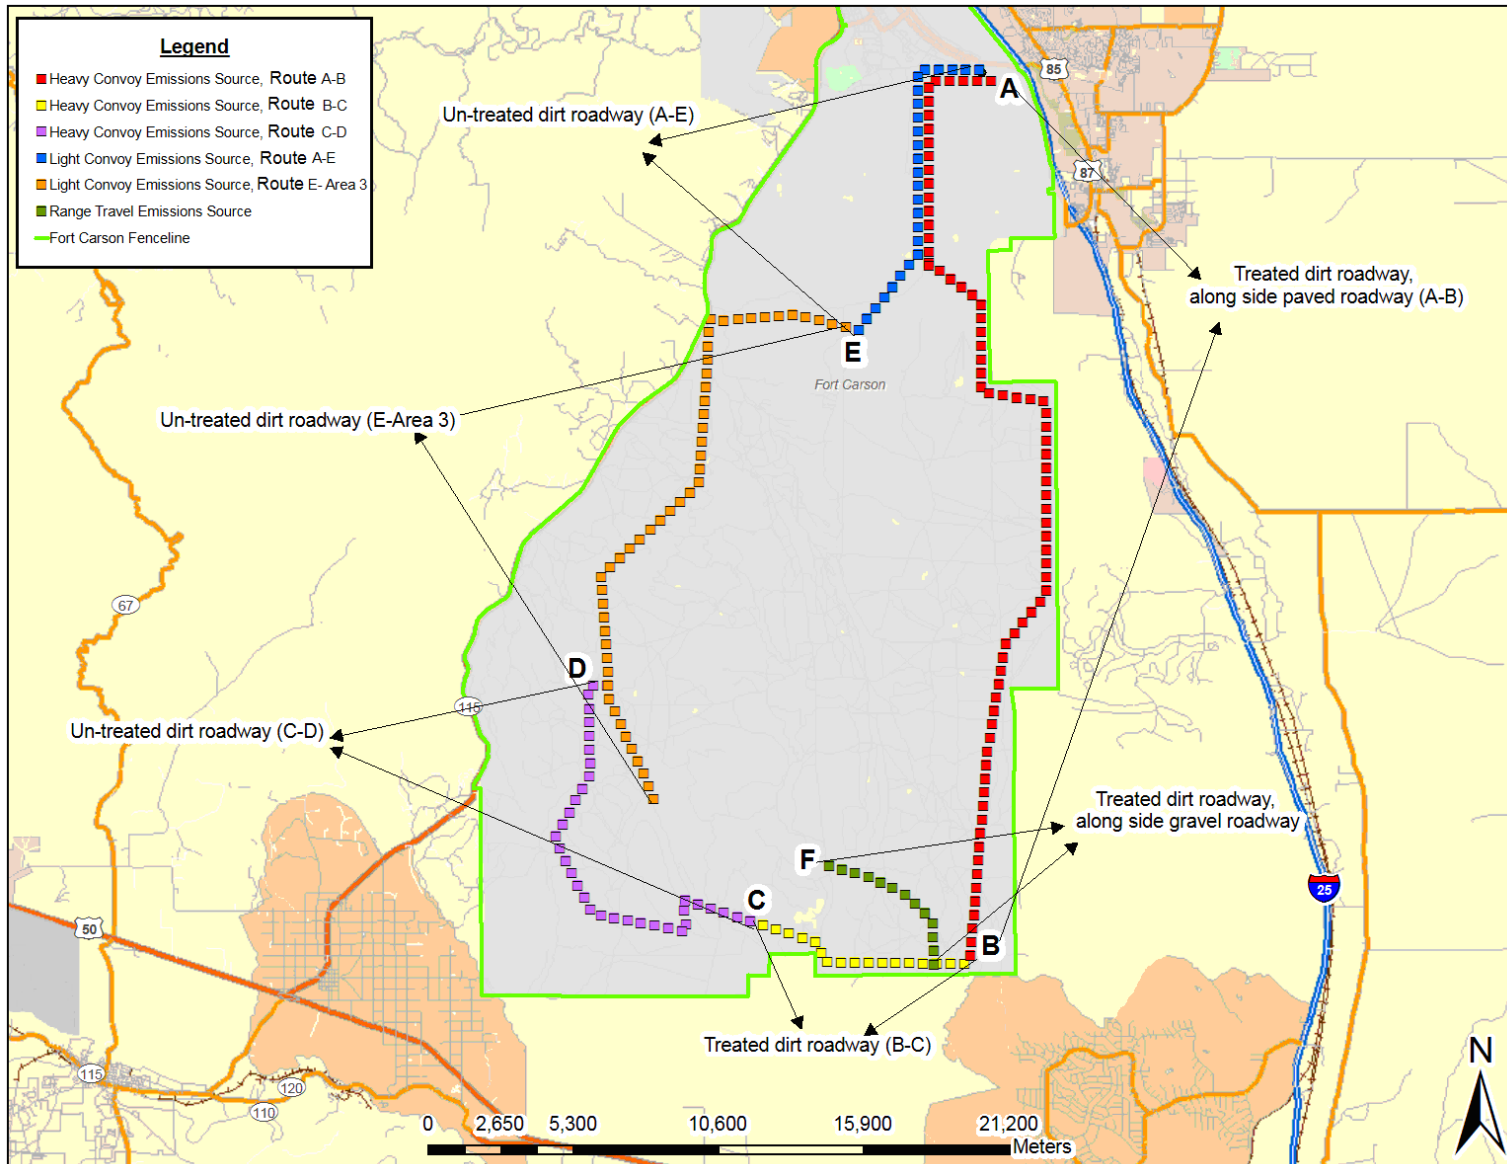 Legend
Heavy Convoy Emissions Source, Route A-B
Heavy Convoy Emissions Source, Route B-C
Heavy Convoy Emissions Source, Route C-D
Light Convoy Emissions Source, Route A-E
Light Convoy Emissions Source, Route E- Area 3
Range Travel Emissions Source
Fort Carson Fenceline
85
A
Un-treated dirt roadway (A-E)
87
Treated dirt roadway,
along side paved roadway (A-B)
E
Fort Carson
Un-treated dirt roadway (E-Area 3)
67
D
115
Un-treated dirt roadway (C-D)
Treated dirt roadway,
along side gravel roadway
F
25
C
50
B
Treated dirt roadway (B-C)
N
115
120
110
0 2,650 5,300 10,600 15,900 21,200
Meters